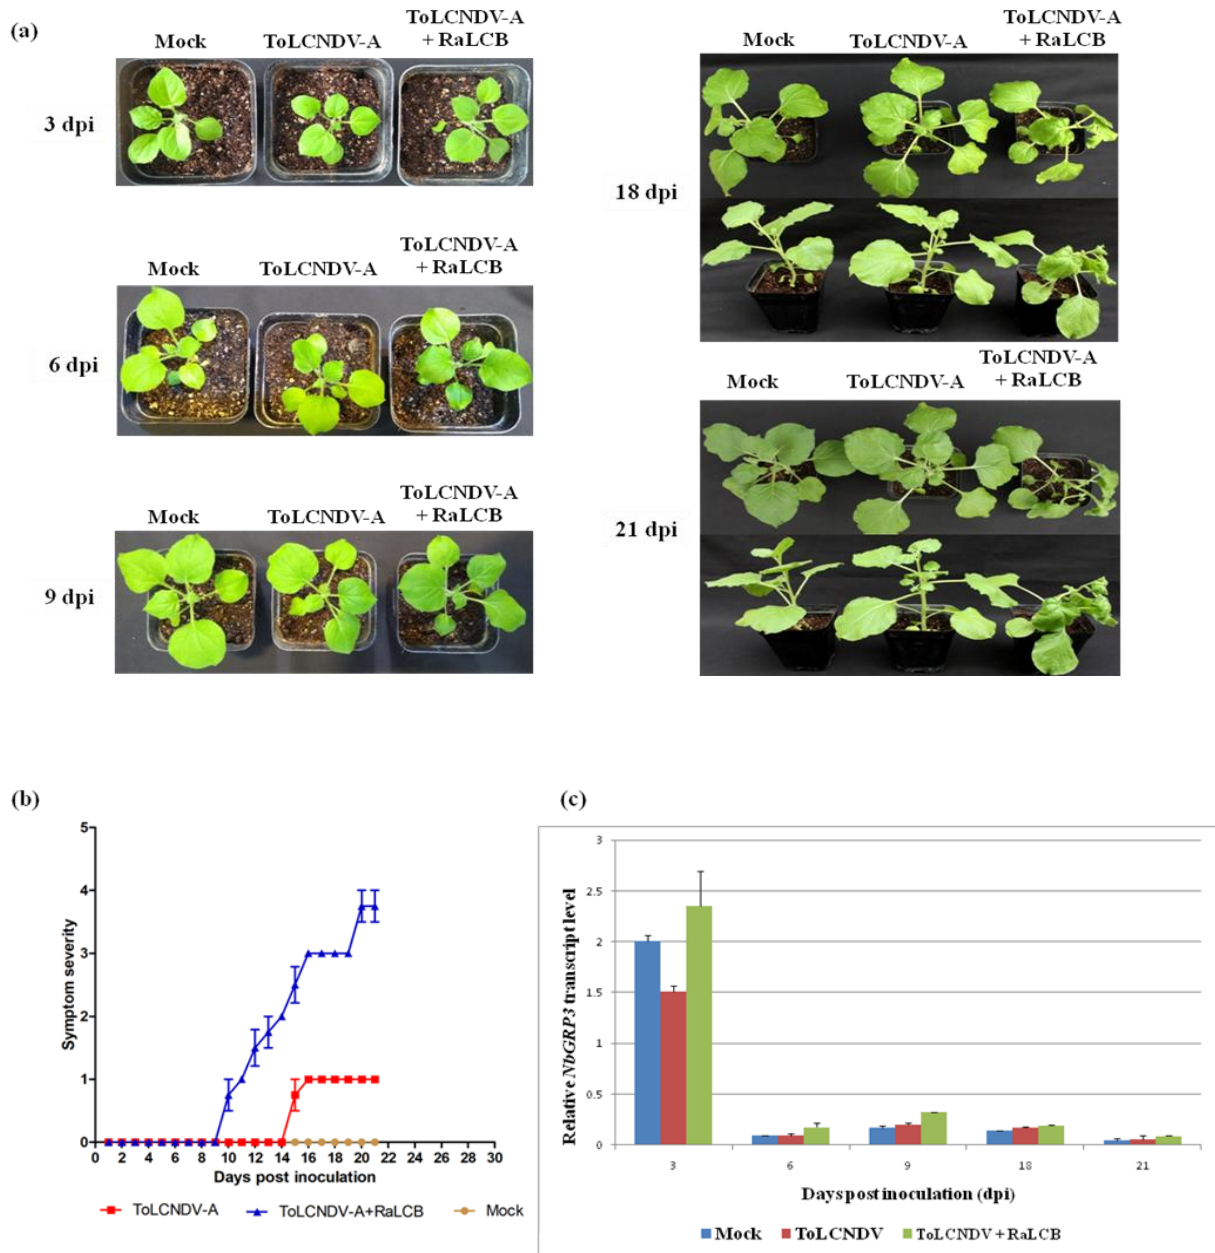 (a)
Mock
ToLCNDV-A
ToLCNDV-A
+ RaLCB
3 dpi
Mock
ToLCNDV-A
ToLCNDV-A
+ RaLCB
6 dpi
Mock
ToLCNDV-A
ToLCNDV-A
+ RaLCB
9 dpi
Mock
ToLCNDV-A
ToLCNDV-A
+ RaLCB
18 dpi
Mock
ToLCNDV-A
ToLCNDV-A
+ RaLCB
21 dpi
(b)
Symptom severity
5
4
3
2
1
0
0 2 4 6 8 10 12 14 16 18 20 22 24 26 28 30
Days post inoculation
ToLCNDV-A ToLCNDV-A+RaLCB Mock
(c)
Relative NbGRP3 transcript level
3
2.5
2
1.5
1
0.5
0
3 6 9 18 21
Days post inoculation (dpi)
Mock ToLCNDV ToLCNDV + RaLCB